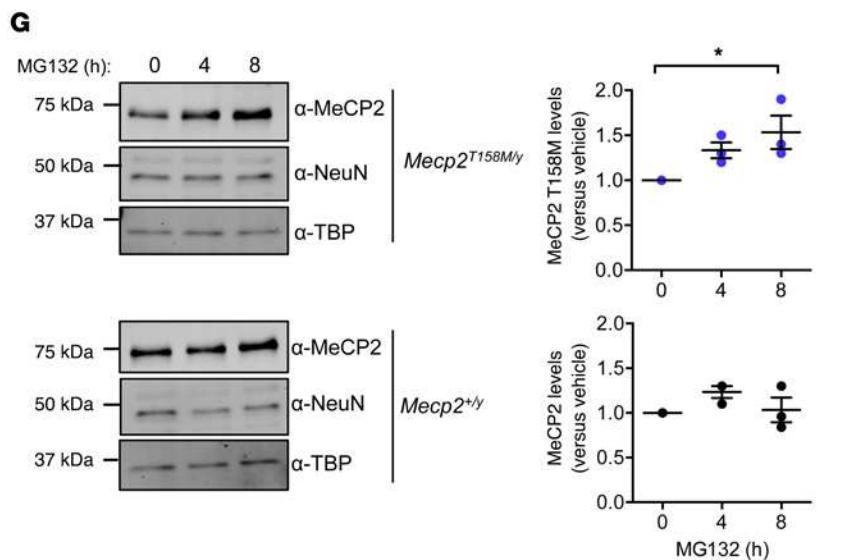 G
MG132 (h): 0 4 8
75 kDa
α-MeCP2
50 kDa
α-NeuN
37 kDa
α-TBP
Mecp2T158M/y
75 kDa
α-MeCP2
50 kDa
α-NeuN
37 kDa
α-TBP
Mecp2+/y
*
MeCP2 T158M levels
(versus vehicle)
2.0
1.5
1.0
0.5
0.0
0 4 8
MeCP2 levels
(versus vehicle)
2.0
1.5
1.0
0.5
0.0
0 4 8
MG132 (h)